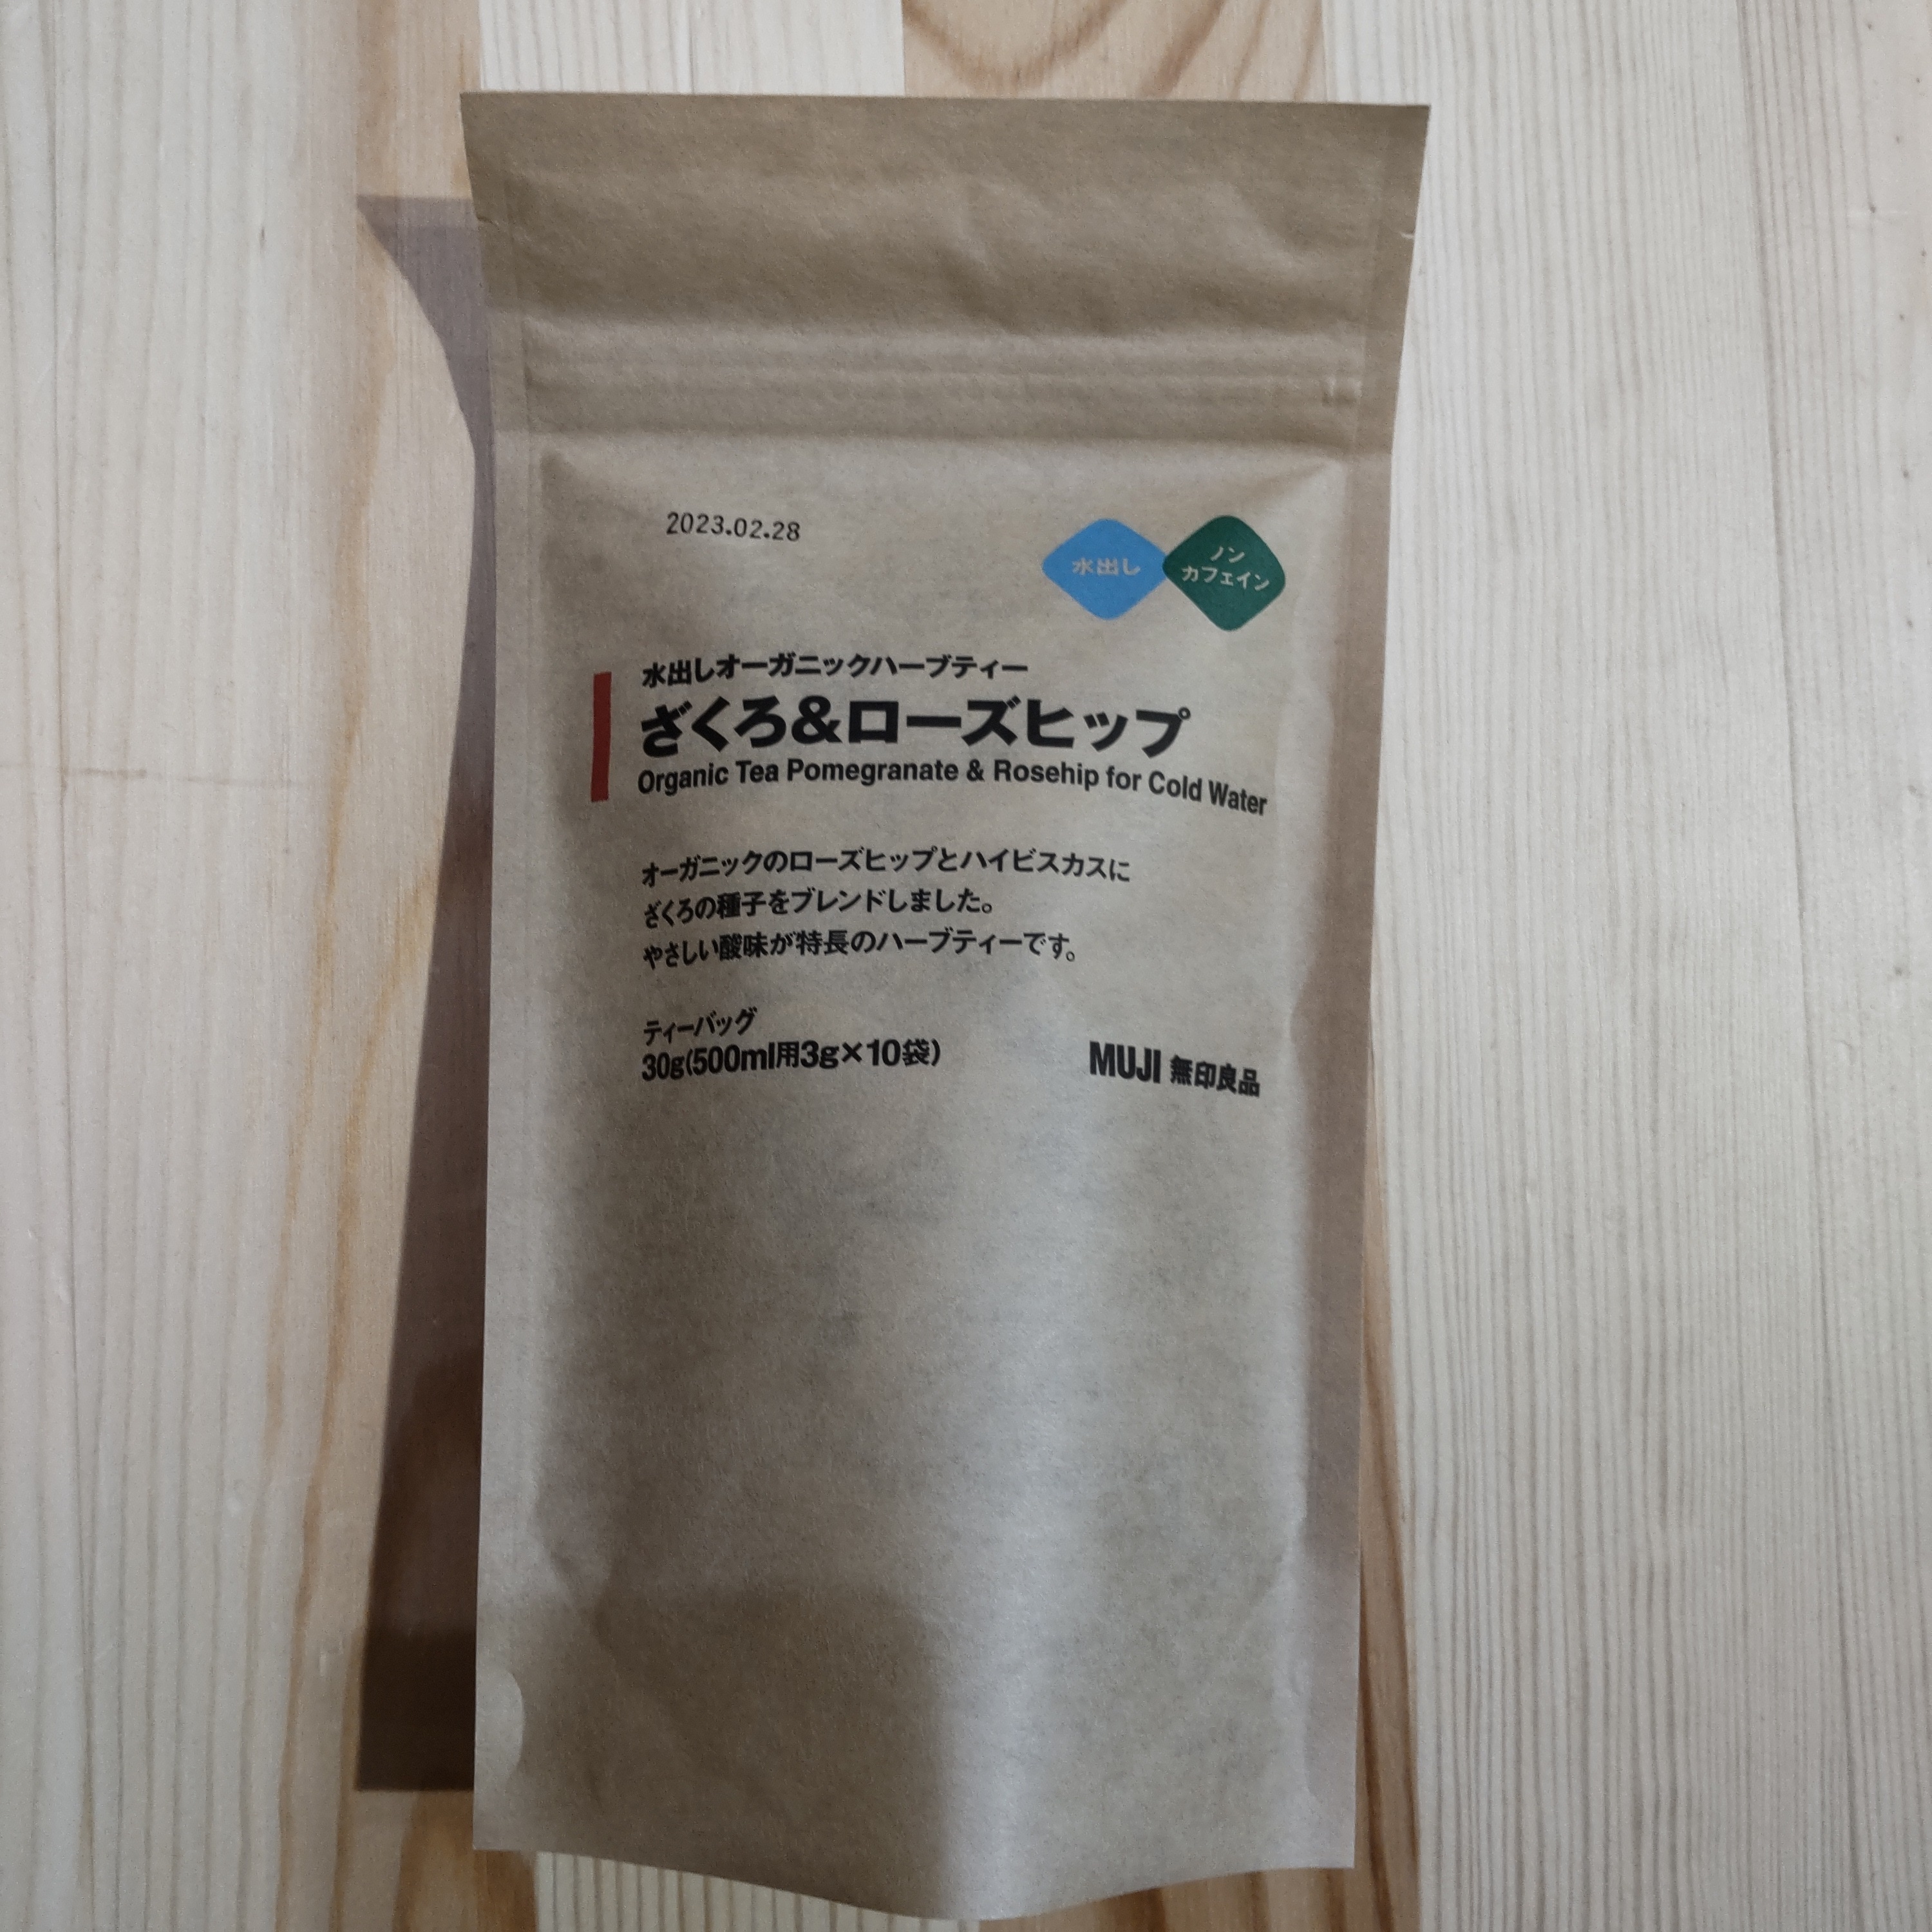 2023.02.28
水出し
ノン
カフェイン
水出しオーガニックハーブティー
ざくろ&ローズヒップ
Organic Tea Pomegranate & Rosehip for Cold Water
オーガニックのローズヒップとハイビスカスに
ざくろの種子をブレンドしました。
やさしい酸味が特長のハーブティーです。
ティーバッグ
30g(500ml用3g×10袋)
MUJI 無印良品